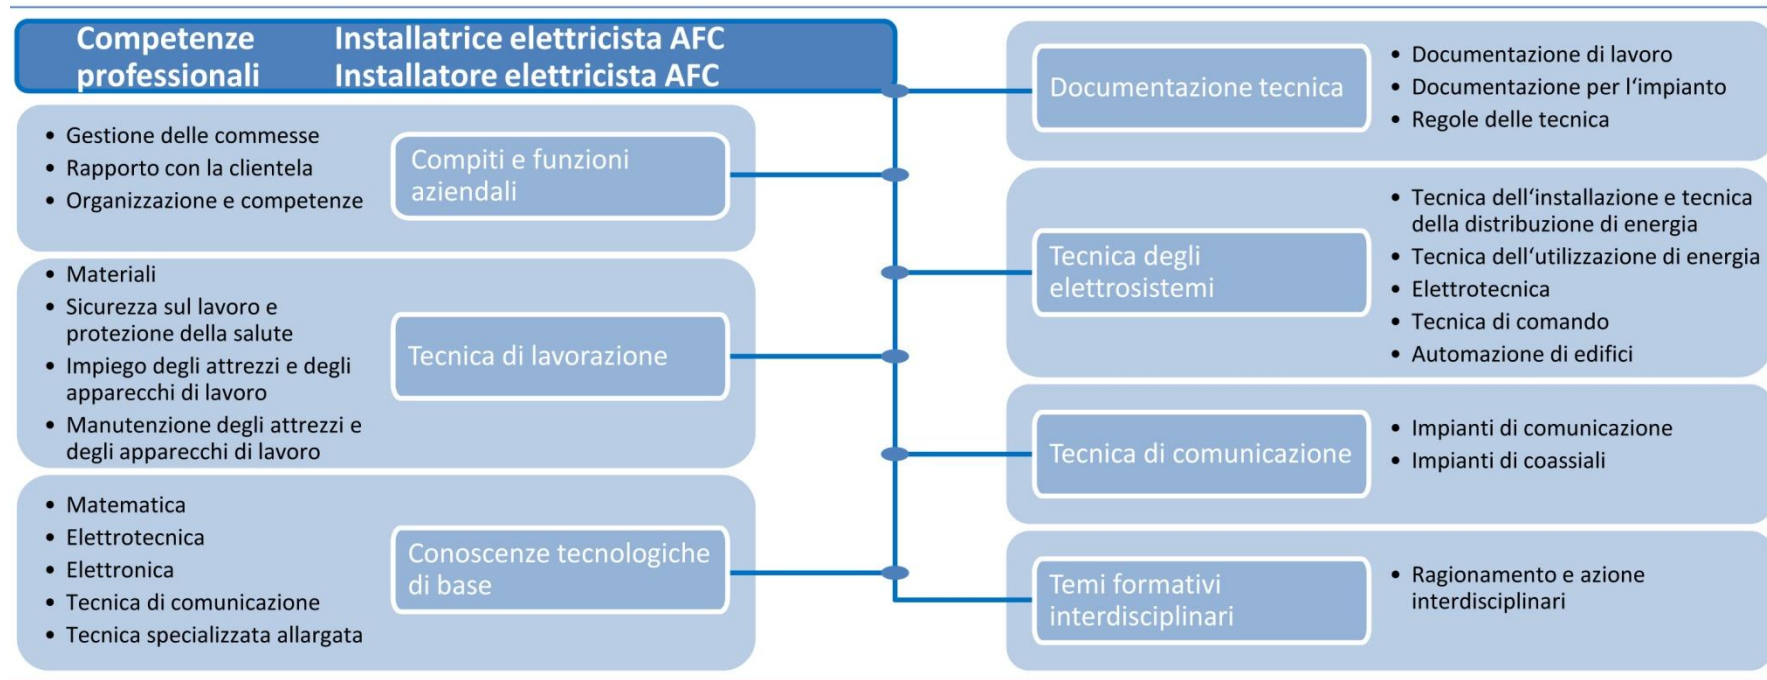 Competenze professionali
Installatrice elettricista AFC
Installatore elettricista AFC
• Gestione delle commesse
• Rapporto con la clientela
• Organizzazione e competenze
Compiti e funzioni
aziendali
• Materiali
• Sicurezza sul lavoro e
protezione della salute
• Impiego degli attrezzi e degli
apparecchi di lavoro
• Manutenzione degli attrezzi e
degli apparecchi di lavoro
Tecnica di lavorazione
• Matematica
• Elettrotecnica
• Elettronica
• Tecnica di comunicazione
• Tecnica specializzata allargata
Conoscenze tecnologiche
di base
Documentazione tecnica
• Documentazione di lavoro
• Documentazione per l‘impianto
• Regole delle tecnica
Tecnica degli
elettrosistemi
• Tecnica dell‘installazione e tecnica
della distribuzione di energia
• Tecnica dell‘utilizzazione di energia
• Elettrotecnica
• Tecnica di comando
• Automazione di edifici
Tecnica di comunicazione
• Impianti di comunicazione
• Impianti di coassiali
Temi formativi
interdisciplinari
• Ragionamento e azione
interdisciplinari